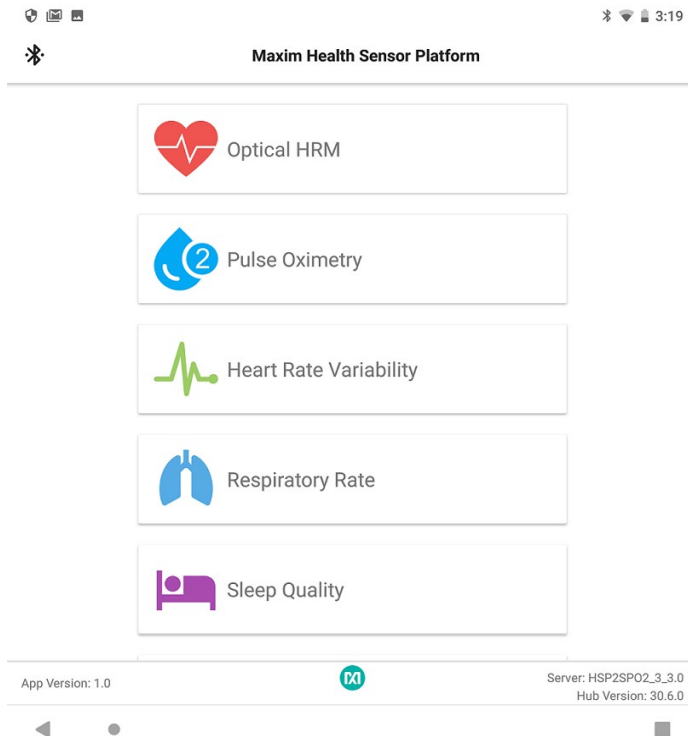 3:19
Maxim Health Sensor Platform
Optical HRM
2 Pulse Oximetry
Heart Rate Variability
Respiratory Rate
Sleep Quality
App Version: 1.0
Server: HSP2SPO2_3_3.0
Hub Version: 30.6.0